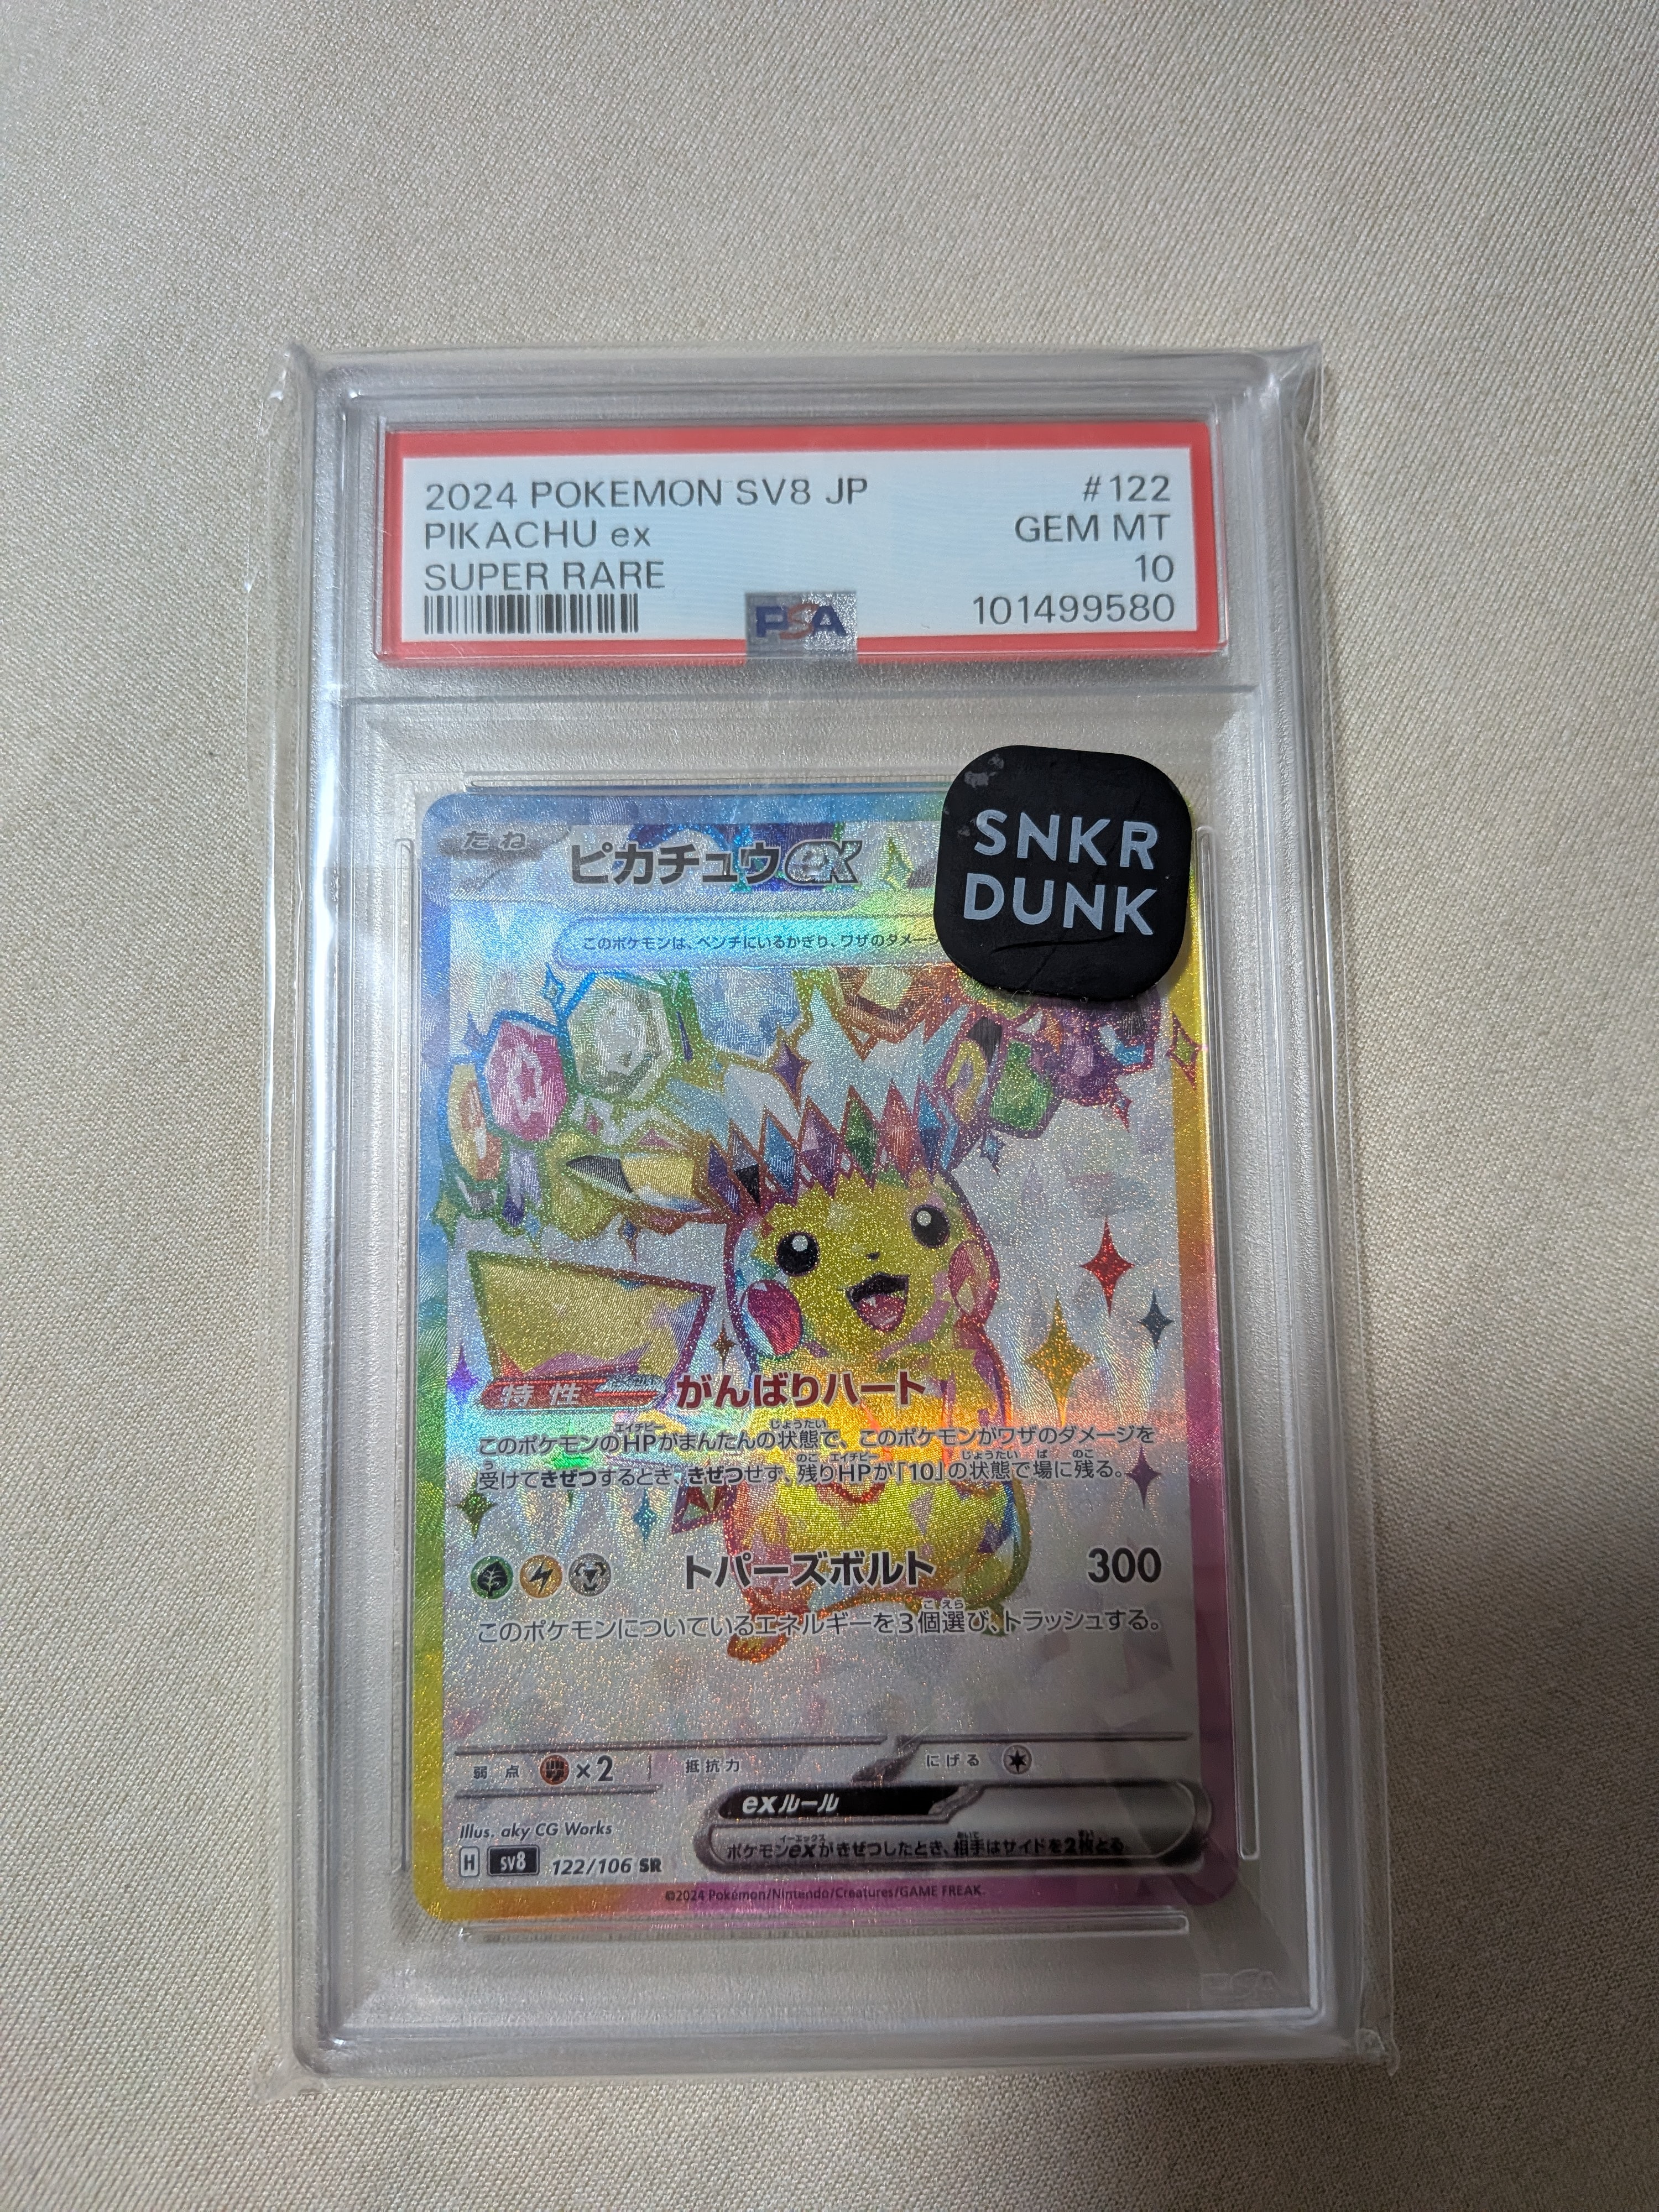 2024 POKEMON SV8 JP #122
PIKACHU ex GEM MT
SUPER RARE 10
PSA 101499580
SNKR
DUNK
たね ピカチュウex
このポケモンは、ベンチにいるかぎり、ワザのダメージ
特性 がんばりハート
このポケモンのHPがまんたんの状態で、このポケモンがワザのダメージを
受けてきぜつするとき、きぜつせず、残りHPが「10」の状態で場に残る。
トパーズボルト 300
このポケモンについているエネルギーを3個選び、トラッシュする。
弱点 ×2 抵抗力 にげる
exルール
ポケモンexがきぜつしたとき、相手はサイドを2枚とる。
Illus. aky CG Works
H SV8 122/106 SR
©2024 Pokémon/Nintendo/Creatures/GAME FREAK.
PSA